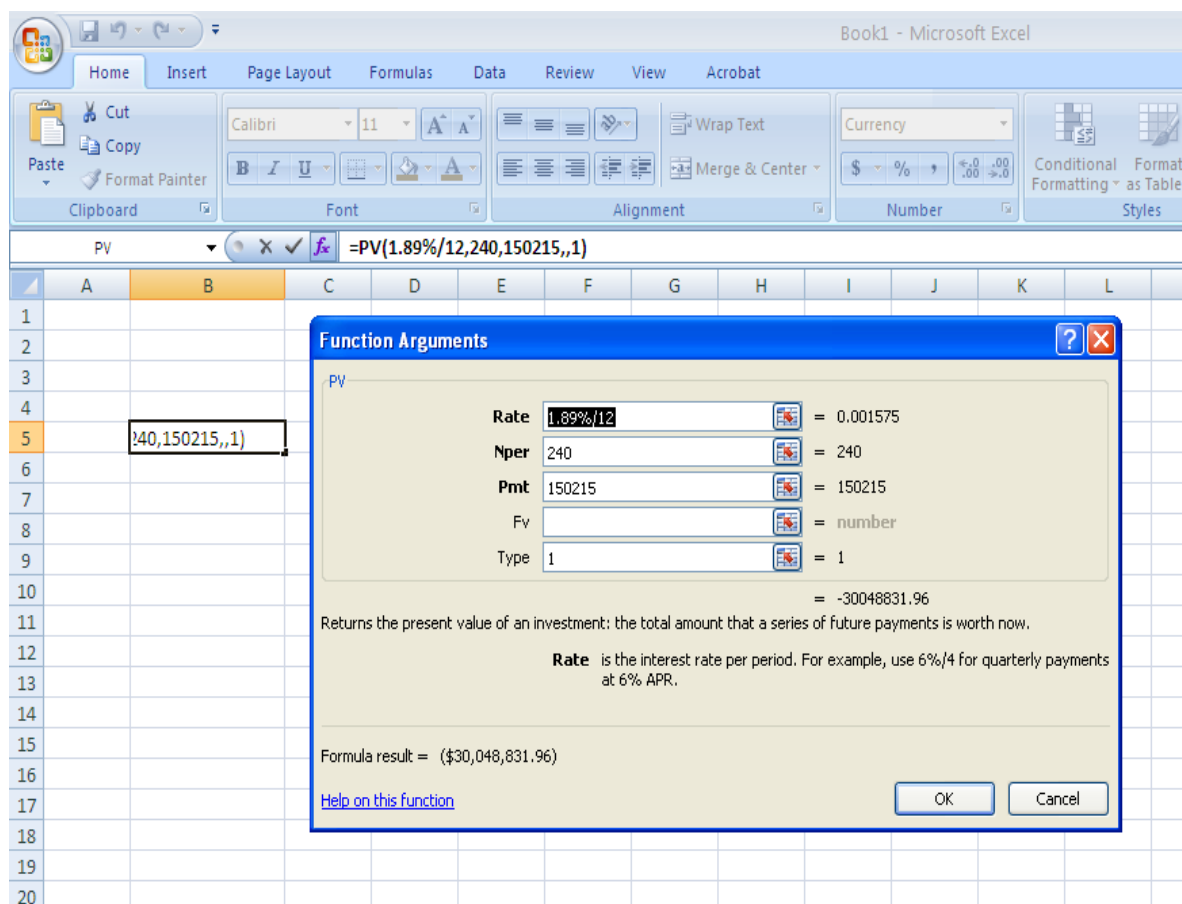 Book1 - Microsoft Excel
Home Insert Page Layout Formulas Data Review View Acrobat
Cut
Copy
Format Painter
Paste
Clipboard
Calibri 11 A A
B I U A
Font
Wrap Text
Merge & Center
Alignment
Currency
$ % , .0 .00 .00 .0
Number
Conditional Formatting
Format as Table
Styles
PV fx =PV(1.89%/12,240,150215,,1)
A B C D E F G H I J K L
1
2
3
4
5 240,150215,,1)
6
7
8
9
10
11
12
13
14
15
16
17
18
19
20
Function Arguments ?
PV
Rate 1.89%/12 = 0.001575
Nper 240 = 240
Pmt 150215 = 150215
Fv = number
Type 1 = 1
= -30048831.96
Returns the present value of an investment: the total amount that a series of future payments is worth now.
Rate is the interest rate per period. For example, use 6%/4 for quarterly payments
at 6% APR.
Formula result = ($30,048,831.96)
Help on this function
OK Cancel